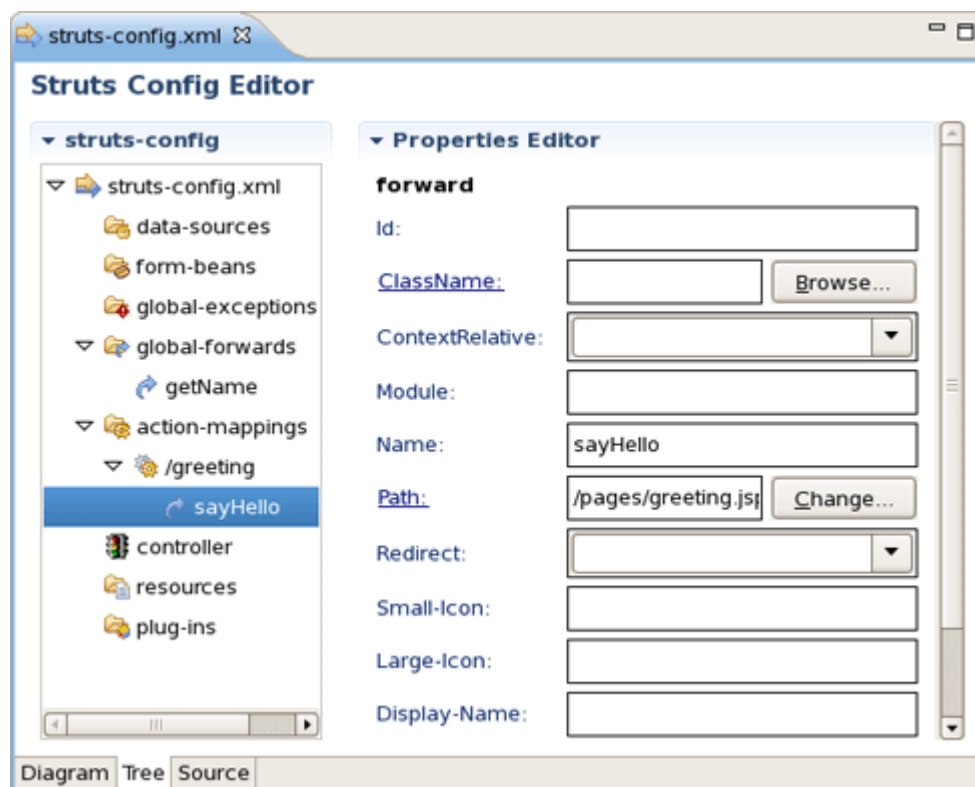 struts-config.xml
Struts Config Editor
struts-config
struts-config.xml
data-sources
form-beans
global-exceptions
global-forwards
getName
action-mappings
/greeting
sayHello
controller
resources
plug-ins
Properties Editor
forward
Id:
ClassName: Browse...
ContextRelative:
Module:
Name: sayHello
Path: /pages/greeting.jsp Change...
Redirect:
Small-Icon:
Large-Icon:
Display-Name:
Diagram Tree Source